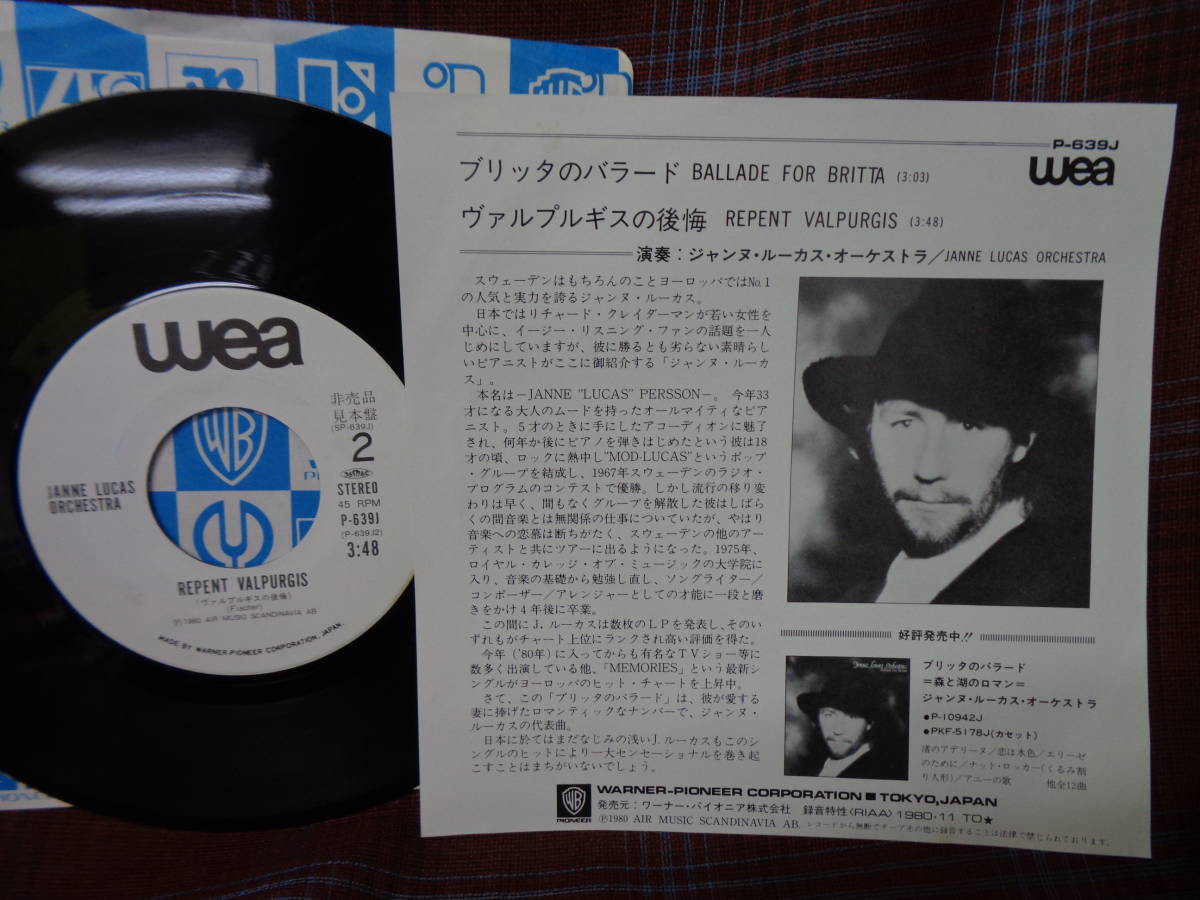 wea
非売品
見本盤
(SP-639J)
2
STEREO
45 RPM
P-639J
(P-639J2)
3:48
JANNE LUCAS
ORCHESTRA
WB
REPENT VALPURGIS
(ヴァルプルギスの後悔)
(Fischer)
Ⓟ1980 AIR MUSIC SCANDINAVIA AB.
MADE BY WARNER-PIONEER CORPORATION, JAPAN.
P-639J
wea
ブリッタのバラード BALLADE FOR BRITTA (3:03)
ヴァルプルギスの後悔 REPENT VALPURGIS (3:48)
演奏:ジャンヌ・ルーカス・オーケストラ/JANNE LUCAS ORCHESTRA
スウェーデンはもちろんのことヨーロッパではNo.1
の人気と実力を誇るジャンヌ・ルーカス。
日本ではリチャード・クレイダーマンが若い女性を
中心に、イージー・リスニング・ファンの話題を一人
じめにしていますが、彼に勝るとも劣らない素晴らし
いピアニストがここに御紹介する「ジャンヌ・ルーカ
ス」。
本名は−JANNE "LUCAS" PERSSON−。今年33
才になる大人のムードを持ったオールマイティなピア
ニスト。5才のときに手にしたアコーディオンに魅了
され、何年か後にピアノを弾きはじめたという彼は18
才の頃、ロックに熱中し"MOD-LUCAS"というポップ
・グループを結成し、1967年スウェーデンのラジオ・
プログラムのコンテストで優勝。しかし流行の移り変
わりは早く、間もなくグループを解散した彼はしばら
くの間音楽とは無関係の仕事についていたが、やはり
音楽への恋慕は断ちがたく、スウェーデンの他のアー
ティストと共にツアーに出るようになった。1975年、
ロイヤル・カレッジ・オブ・ミュージックの大学院に
入り、音楽の基礎から勉強し直し、ソングライター/
コンポーザー/アレンジャーとしての才能に一段と磨
きをかけ4年後に卒業。
この間にJ.ルーカスは数枚のLPを発表し、そのい
ずれもがチャート上位にランクされ高い評価を得た。
今年('80年)に入ってからも有名なTVショー等に
数多く出演している他、「MEMORIES」という最新シ
ングルがヨーロッパのヒット・チャートを上昇中。
さて、この「ブリッタのバラード」は、彼が愛する
妻に捧げたロマンティックなナンバーで、ジャンヌ・
ルーカスの代表曲。
日本に於てはまだなじみの浅いJ.ルーカスもこのシ
ングルのヒットにより一大センセーショナルを巻き起
こすことはまちがいないでしょう。
好評発売中!!
Janne Lucas Orchestra
ブリッタのバラード
=森と湖のロマン=
ジャンヌ・ルーカス・オーケストラ
●P-10942J
●PKF-5178J(カセット)
渚のアデリーヌ/恋は水色/エリーゼ
のために/ナット・ロッカー(くるみ割
り人形)/アニーの歌 他全12曲
WB
PIONEER
WARNER-PIONEER CORPORATION ■ TOKYO, JAPAN
発売元:ワーナー・パイオニア株式会社 録音特性〈RIAA〉1980・11 TO★
Ⓟ1980 AIR MUSIC SCANDINAVIA AB. レコードから無断でテープその他に録音することは法律で禁じられております。